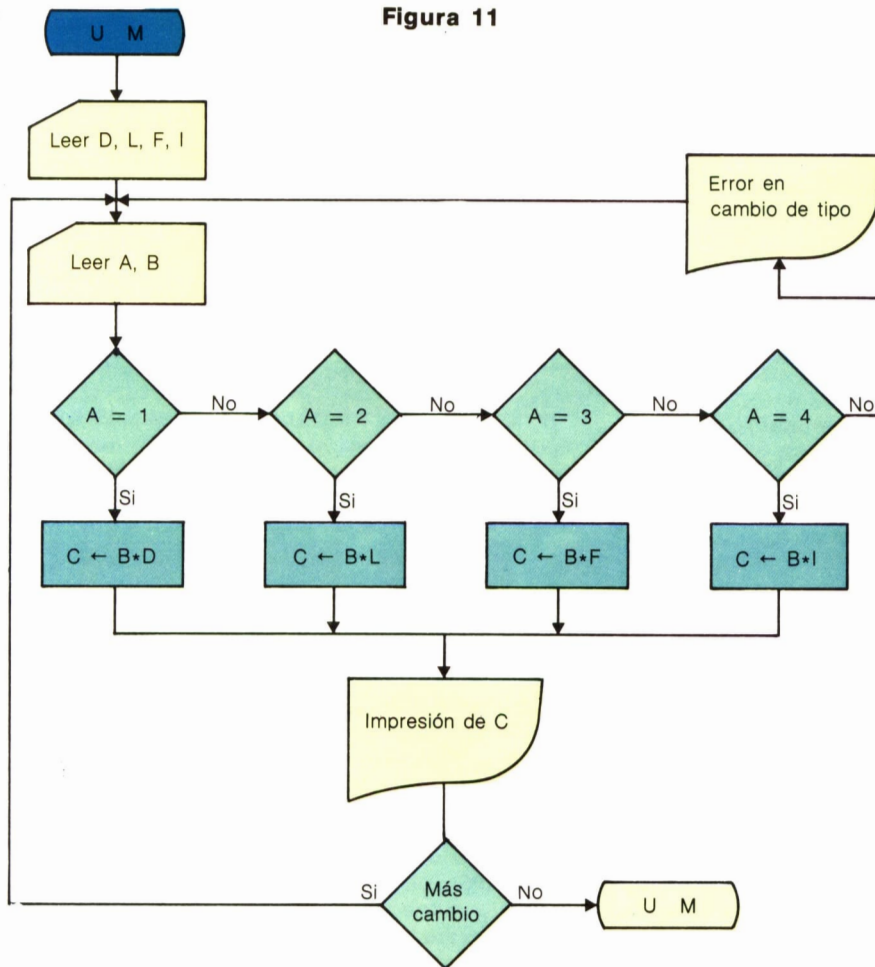 Figura 11
U M
Leer D, L, F, I
Error en
cambio de tipo
Leer A, B
A = 1
No
A = 2
No
A = 3
No
A = 4
No
Si
Si
Si
Si
C ← B*D
C ← B*L
C ← B*F
C ← B*I
Impresión de C
Si
Más
cambio
No
U M